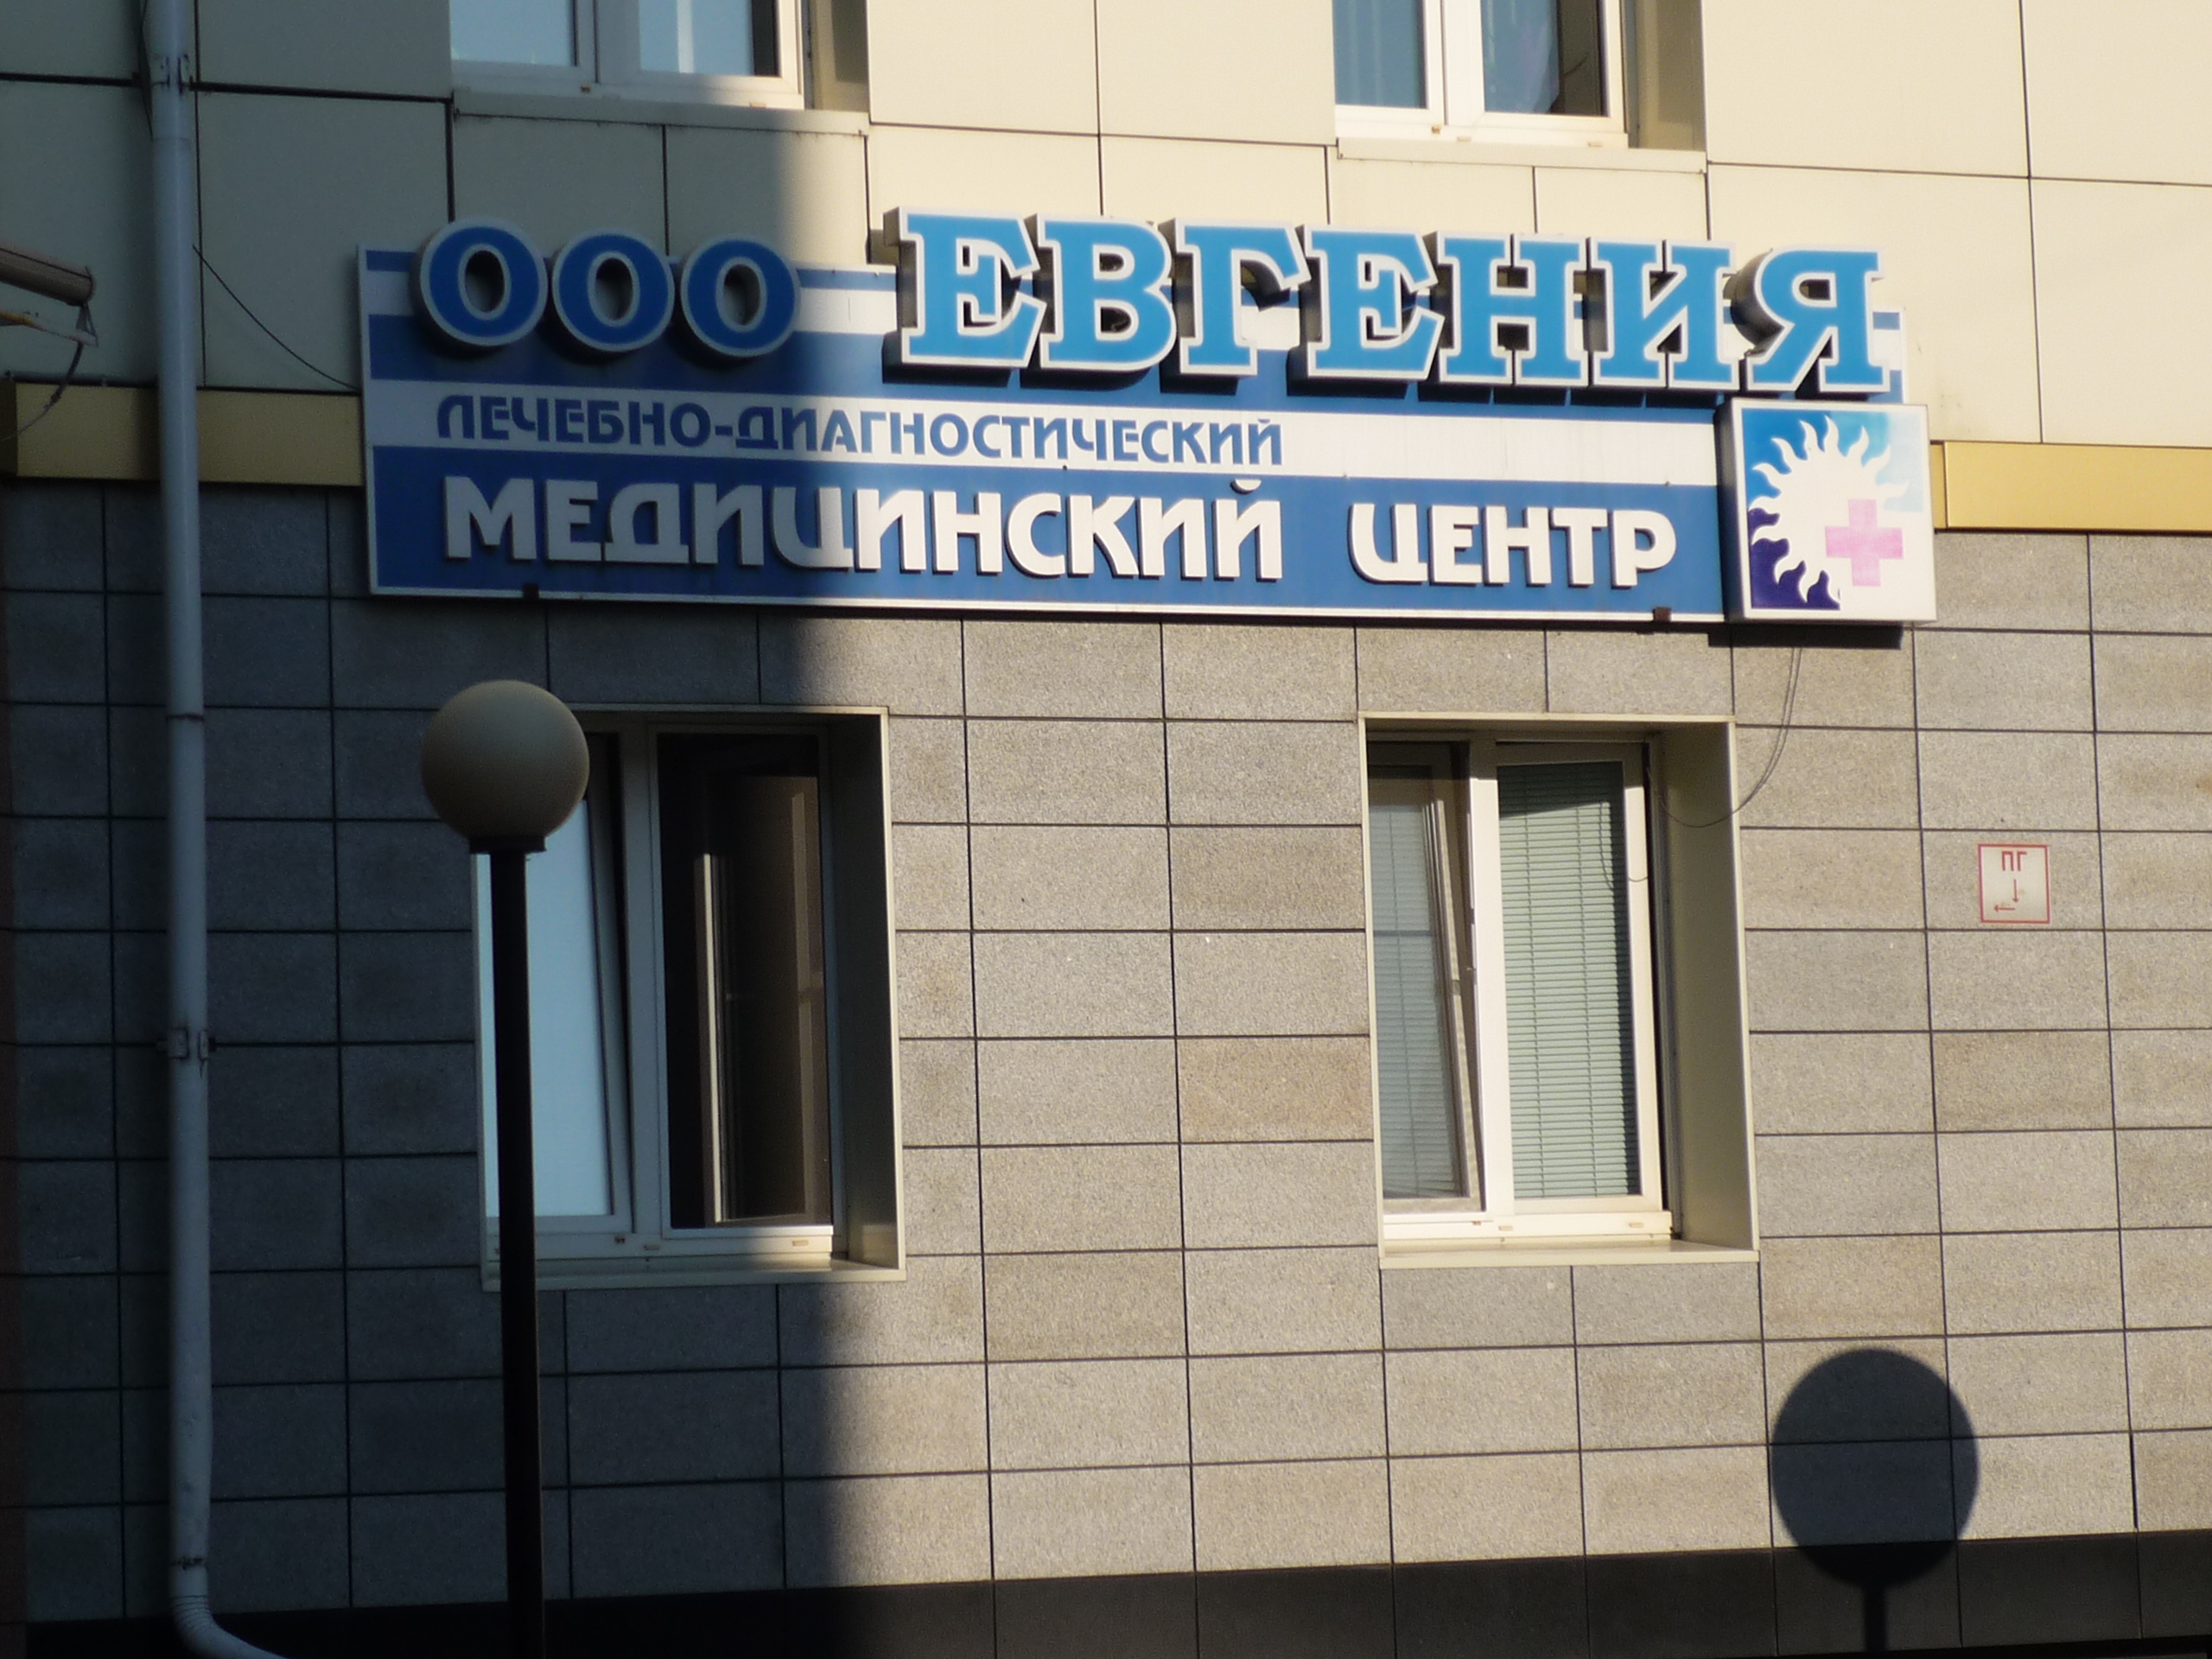 ООО ЕВГЕНИЯ
ЛЕЧЕБНО-ДИАГНОСТИЧЕСКИЙ
МЕДИЦИНСКИЙ ЦЕНТР
ПГ